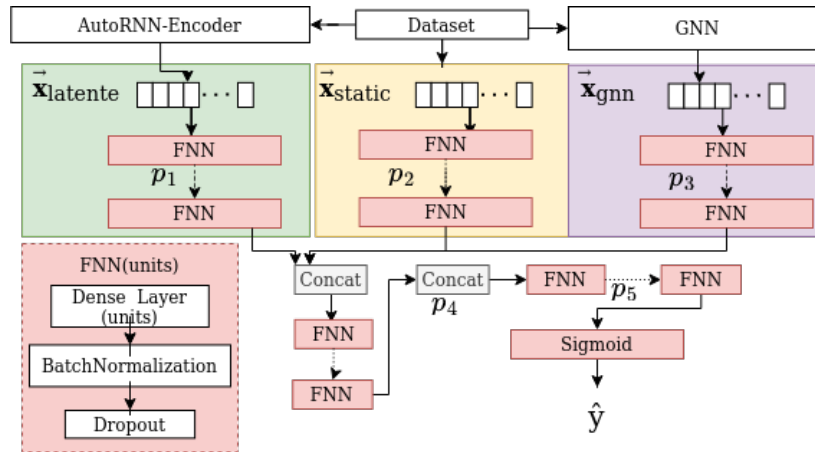 AutoRNN-Encoder
Dataset
GNN
x⃗latente
...
x⃗static
...
x⃗gnn
...
FNN
FNN
FNN
p1
p2
p3
FNN
FNN
FNN
FNN(units)
Dense Layer
(units)
BatchNormalization
Dropout
Concat
Concat
FNN
FNN
p4
p5
FNN
FNN
Sigmoid
ŷ